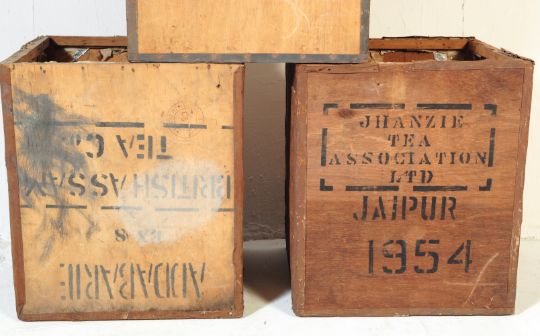 ADDABARIE
BRITISH ASSAM
TEA Co
JHANZIE
TEA
ASSOCIATION
LTD
JAIPUR
1954